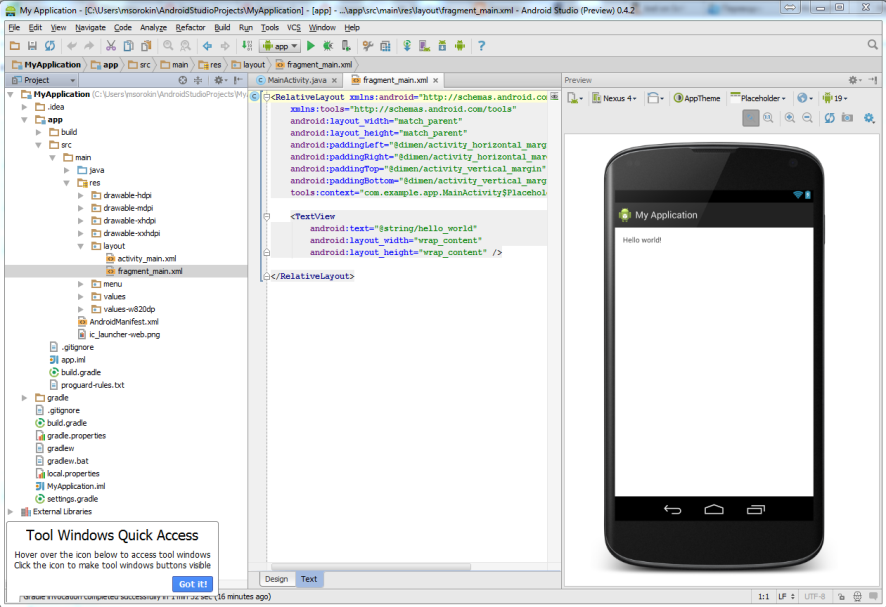 My Application - [C:\Users\msorokin\AndroidStudioProjects\MyApplication] - [app] - ...\app\src\main\res\layout\fragment_main.xml - Android Studio (Preview) 0.4.2
File Edit View Navigate Code Analyze Refactor Build Run Tools VCS Window Help
app
MyApplication app src main res layout fragment_main.xml
Project
MyApplication (C:\Users\msorokin\AndroidStudioProjects\My
.idea
app
build
src
main
java
res
drawable-hdpi
drawable-mdpi
drawable-xhdpi
drawable-xxhdpi
layout
activity_main.xml
fragment_main.xml
menu
values
values-w820dp
AndroidManifest.xml
ic_launcher-web.png
.gitignore
app.iml
build.gradle
proguard-rules.txt
gradle
.gitignore
build.gradle
gradle.properties
gradlew
gradlew.bat
local.properties
MyApplication.iml
settings.gradle
External Libraries
Tool Windows Quick Access
Hover over the icon below to access tool windows
Click the icon to make tool windows buttons visible
Got it!
MainActivity.java fragment_main.xml
<RelativeLayout xmlns:android="http://schemas.android.com
xmlns:tools="http://schemas.android.com/tools"
android:layout_width="match_parent"
android:layout_height="match_parent"
android:paddingLeft="@dimen/activity_horizontal_margin
android:paddingRight="@dimen/activity_horizontal_mar
android:paddingTop="@dimen/activity_vertical_margin"
android:paddingBottom="@dimen/activity_vertical_marg
tools:context="com.example.app.MainActivity$Placehol
<TextView
android:text="@string/hello_world"
android:layout_width="wrap_content"
android:layout_height="wrap_content" />
</RelativeLayout>
Design Text
Preview
Nexus 4 AppTheme Placeholder 19
My Application
Hello world!
Gradle invocation completed successfully in 1 min 52 sec (16 minutes ago)
1:1 LF UTF-8